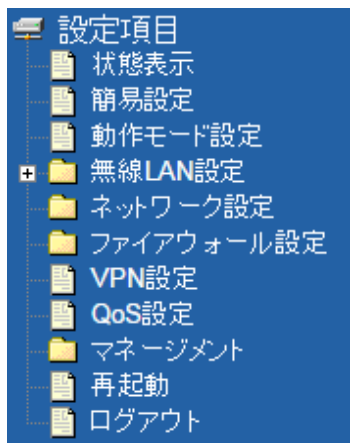 設定項目
状態表示
簡易設定
動作モード設定
無線LAN設定
ネットワーク設定
ファイアウォール設定
VPN設定
QoS設定
マネージメント
再起動
ログアウト